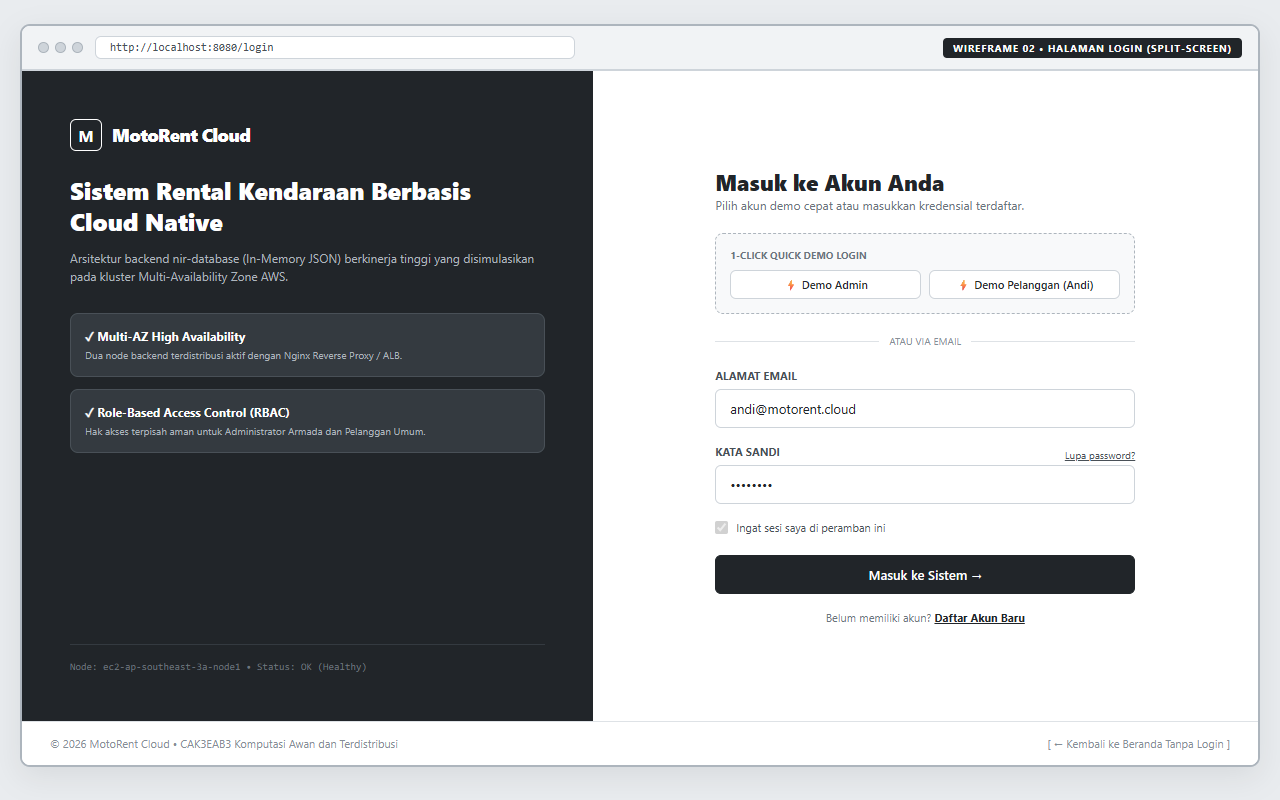 http://localhost:8080/login
WIREFRAME 02 • HALAMAN LOGIN (SPLIT-SCREEN)
M
MotoRent Cloud
Sistem Rental Kendaraan Berbasis
Cloud Native
Arsitektur backend nir-database (In-Memory JSON) berkinerja tinggi yang disimulasikan
pada kluster Multi-Availability Zone AWS.
✓ Multi-AZ High Availability
Dua node backend terdistribusi aktif dengan Nginx Reverse Proxy / ALB.
✓ Role-Based Access Control (RBAC)
Hak akses terpisah aman untuk Administrator Armada dan Pelanggan Umum.
Node: ec2-ap-southeast-3a-node1 • Status: OK (Healthy)
Masuk ke Akun Anda
Pilih akun demo cepat atau masukkan kredensial terdaftar.
1-CLICK QUICK DEMO LOGIN
⚡ Demo Admin
⚡ Demo Pelanggan (Andi)
ATAU VIA EMAIL
ALAMAT EMAIL
andi@motorent.cloud
KATA SANDI
Lupa password?
••••••••
Ingat sesi saya di peramban ini
Masuk ke Sistem →
Belum memiliki akun? Daftar Akun Baru
© 2026 MotoRent Cloud • CAK3EAB3 Komputasi Awan dan Terdistribusi
[ ← Kembali ke Beranda Tanpa Login ]